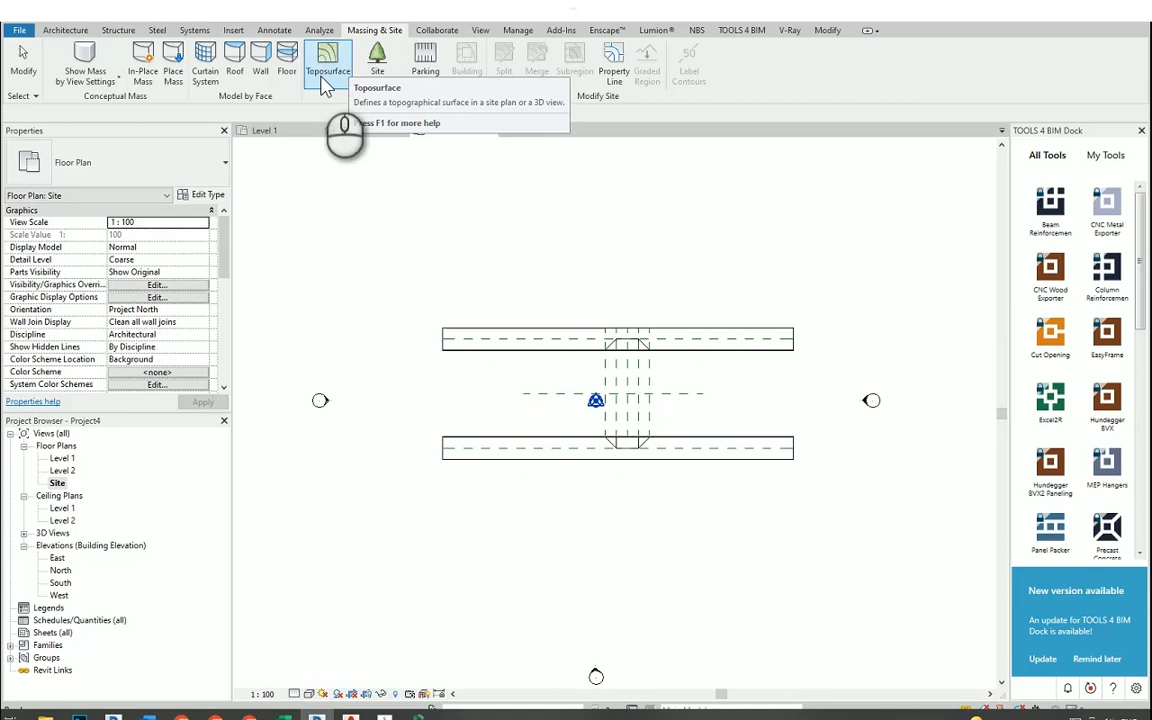 File Architecture Structure Steel Systems Insert Annotate Analyze Massing & Site Collaborate View Manage Add-Ins Enscape™ Lumion® NBS TOOLS 4 BIM V-Ray Modify
Modify
Show Mass
by View Settings
In-Place
Mass
Place
Mass
Curtain
System
Roof
Wall
Floor
Toposurface
Site
Parking
Building
Split
Merge
Subregion
Property
Line
Graded
Region
Label
Contours
Select
Conceptual Mass
Model by Face
Modify Site
Toposurface
Defines a topographical surface in a site plan or a 3D view.
ess F1 for more help
Properties
Level 1
Floor Plan
Floor Plan: Site
Edit Type
Graphics
View Scale 1 : 100
Scale Value 1: 100
Display Model Normal
Detail Level Coarse
Parts Visibility Show Original
Visibility/Graphics Overri... Edit...
Graphic Display Options Edit...
Orientation Project North
Wall Join Display Clean all wall joins
Discipline Architectural
Show Hidden Lines By Discipline
Color Scheme Location Background
Color Scheme <none>
System Color Schemes Edit...
Properties help
Apply
Project Browser - Project4
Views (all)
Floor Plans
Level 1
Level 2
Site
Ceiling Plans
Level 1
Level 2
3D Views
Elevations (Building Elevation)
East
North
South
West
Legends
Schedules/Quantities (all)
Sheets (all)
Families
Groups
Revit Links
1 : 100
TOOLS 4 BIM Dock
All Tools My Tools
Beam
Reinforcemen
CNC Metal
Exporter
CNC Wood
Exporter
Column
Reinforcemen
Cut Opening
EasyFrame
Excel2R
Hundegger
BVX
Hundegger
BVX2 Paneling
MEP Hangers
Panel Packer
Precast
Concrete
New version available
An update for TOOLS 4 BIM
Dock is available!
Update Remind later